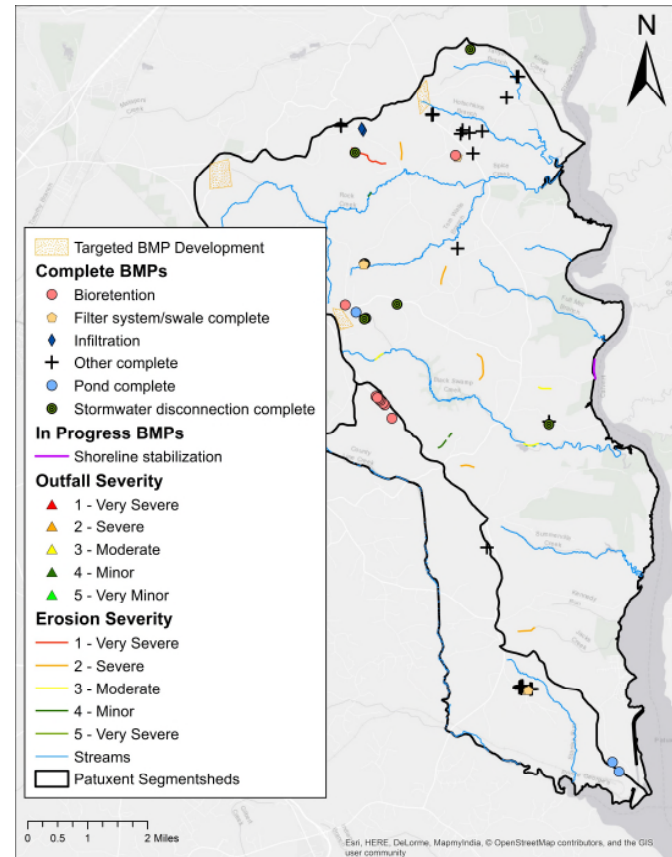 N
Targeted BMP Development
Complete BMPs
Bioretention
Filter system/swale complete
Infiltration
Other complete
Pond complete
Stormwater disconnection complete
In Progress BMPs
Shoreline stabilization
Outfall Severity
1 - Very Severe
2 - Severe
3 - Moderate
4 - Minor
5 - Very Minor
Erosion Severity
1 - Very Severe
2 - Severe
3 - Moderate
4 - Minor
5 - Very Severe
Streams
Patuxent Segmentsheds
Black Swamp
Creek
0 0.5 1 2 Miles
Esri, HERE, DeLorme, MapmyIndia, © OpenStreetMap contributors, and the GIS
user community